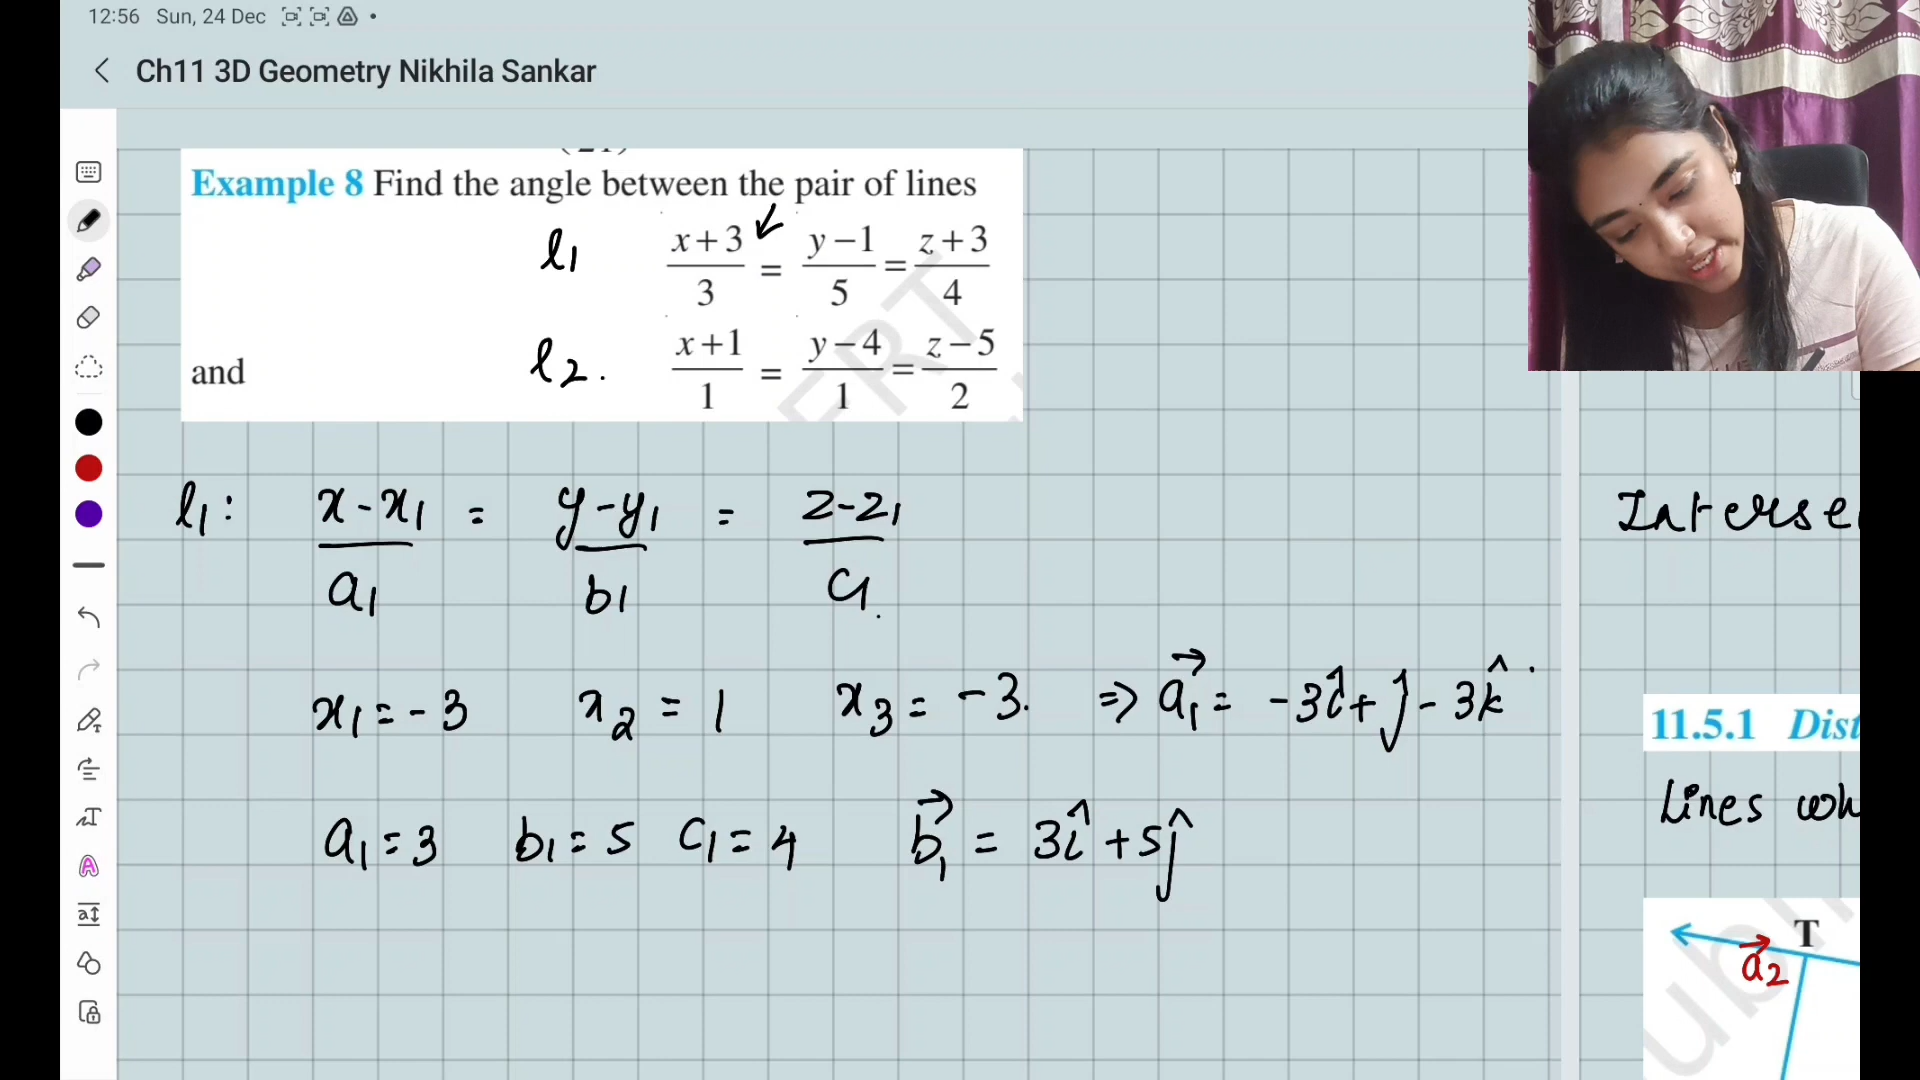 12:56 Sun, 24 Dec
Ch11 3D Geometry Nikhila Sankar
Example 8 Find the angle between the pair of lines
l1 x+3/3 = y−1/5 = z+3/4
and l2. x+1/1 = y−4/1 = z−5/2
l1: x-x1/a1 = y-y1/b1 = z-z1/c1
x1 = -3 x2 = 1 x3 = -3. ⇒ a⃗1 = -3î + ĵ - 3k̂
a1 = 3 b1 = 5 c1 = 4 b⃗1 = 3î + 5ĵ
11.5.1
Lines
T
a⃗2